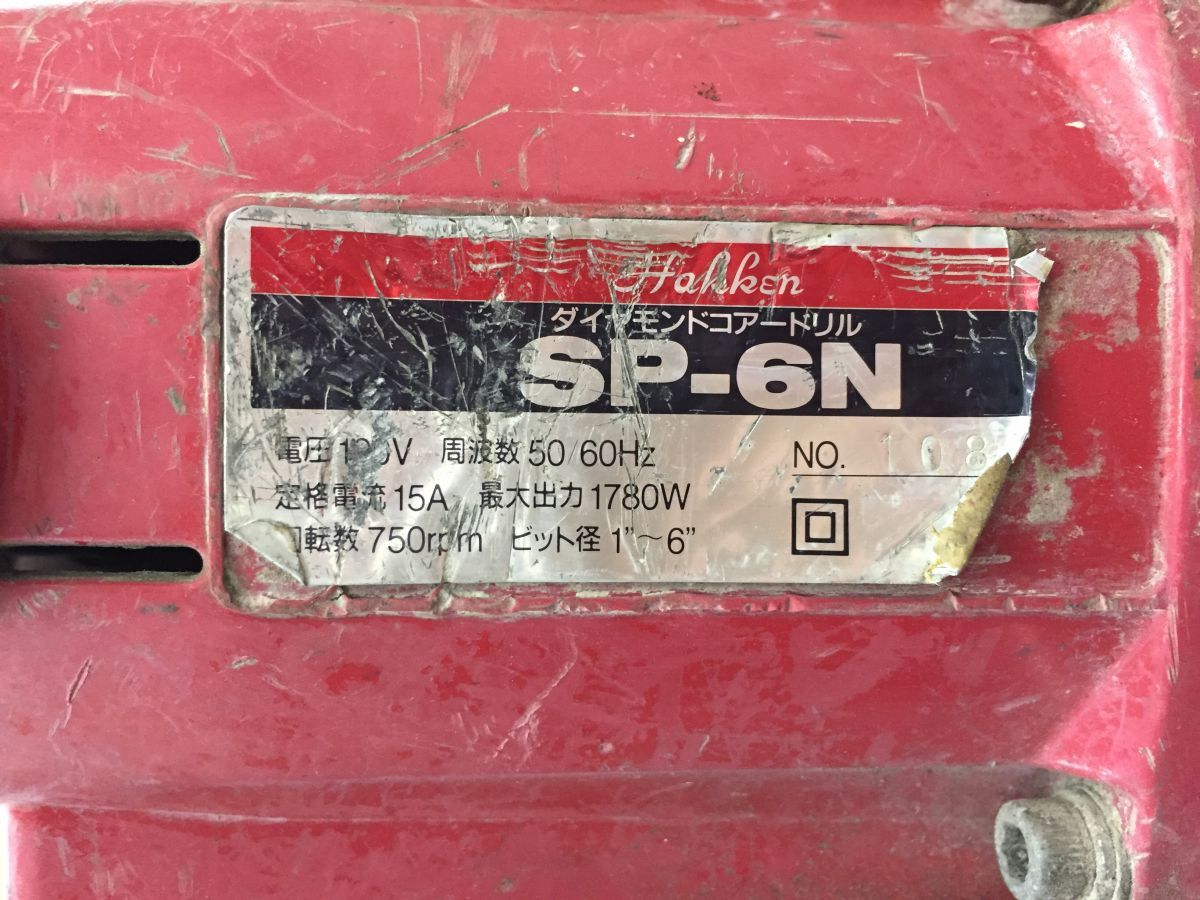 Hakken
ダイヤモンドコアードリル
SP-6N
電圧 100V 周波数 50/60Hz
定格電流 15A 最大出力 1780W
回転数 750rpm ビット径 1"～6"
NO. 108